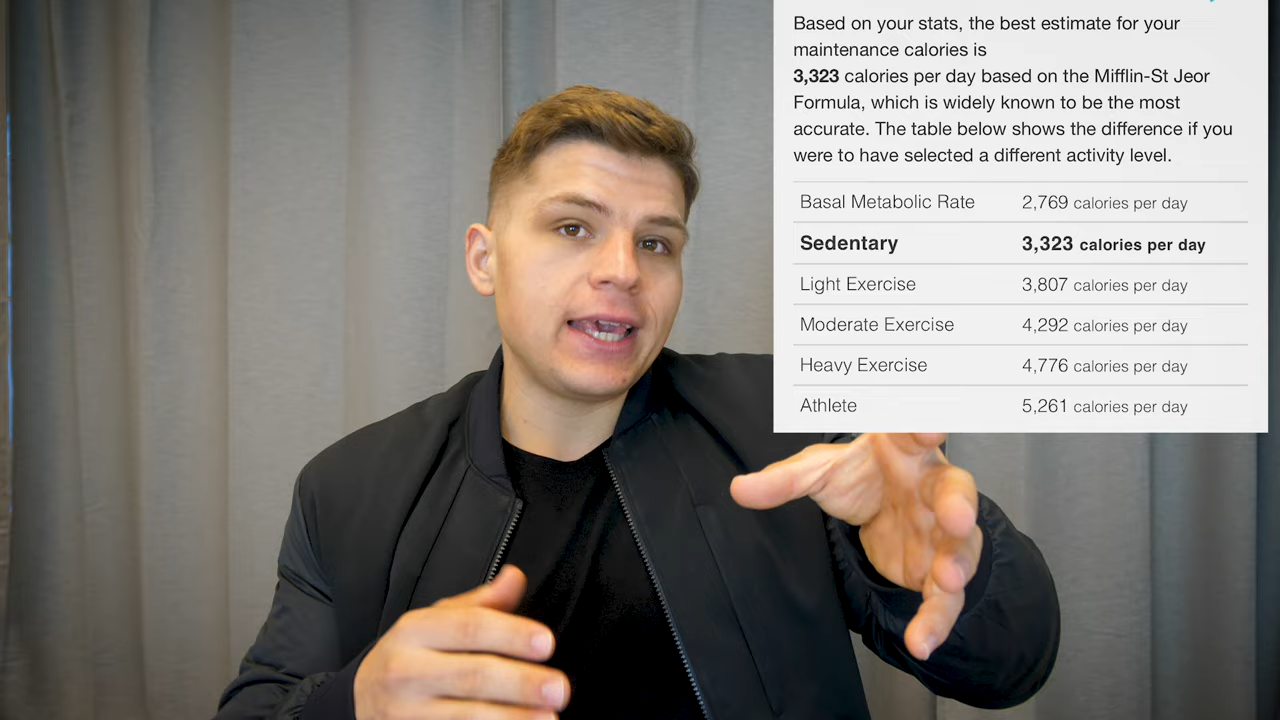 Based on your stats, the best estimate for your
maintenance calories is
3,323 calories per day based on the Mifflin-St Jeor
Formula, which is widely known to be the most
accurate. The table below shows the difference if you
were to have selected a different activity level.
Basal Metabolic Rate 2,769 calories per day
Sedentary 3,323 calories per day
Light Exercise 3,807 calories per day
Moderate Exercise 4,292 calories per day
Heavy Exercise 4,776 calories per day
Athlete 5,261 calories per day